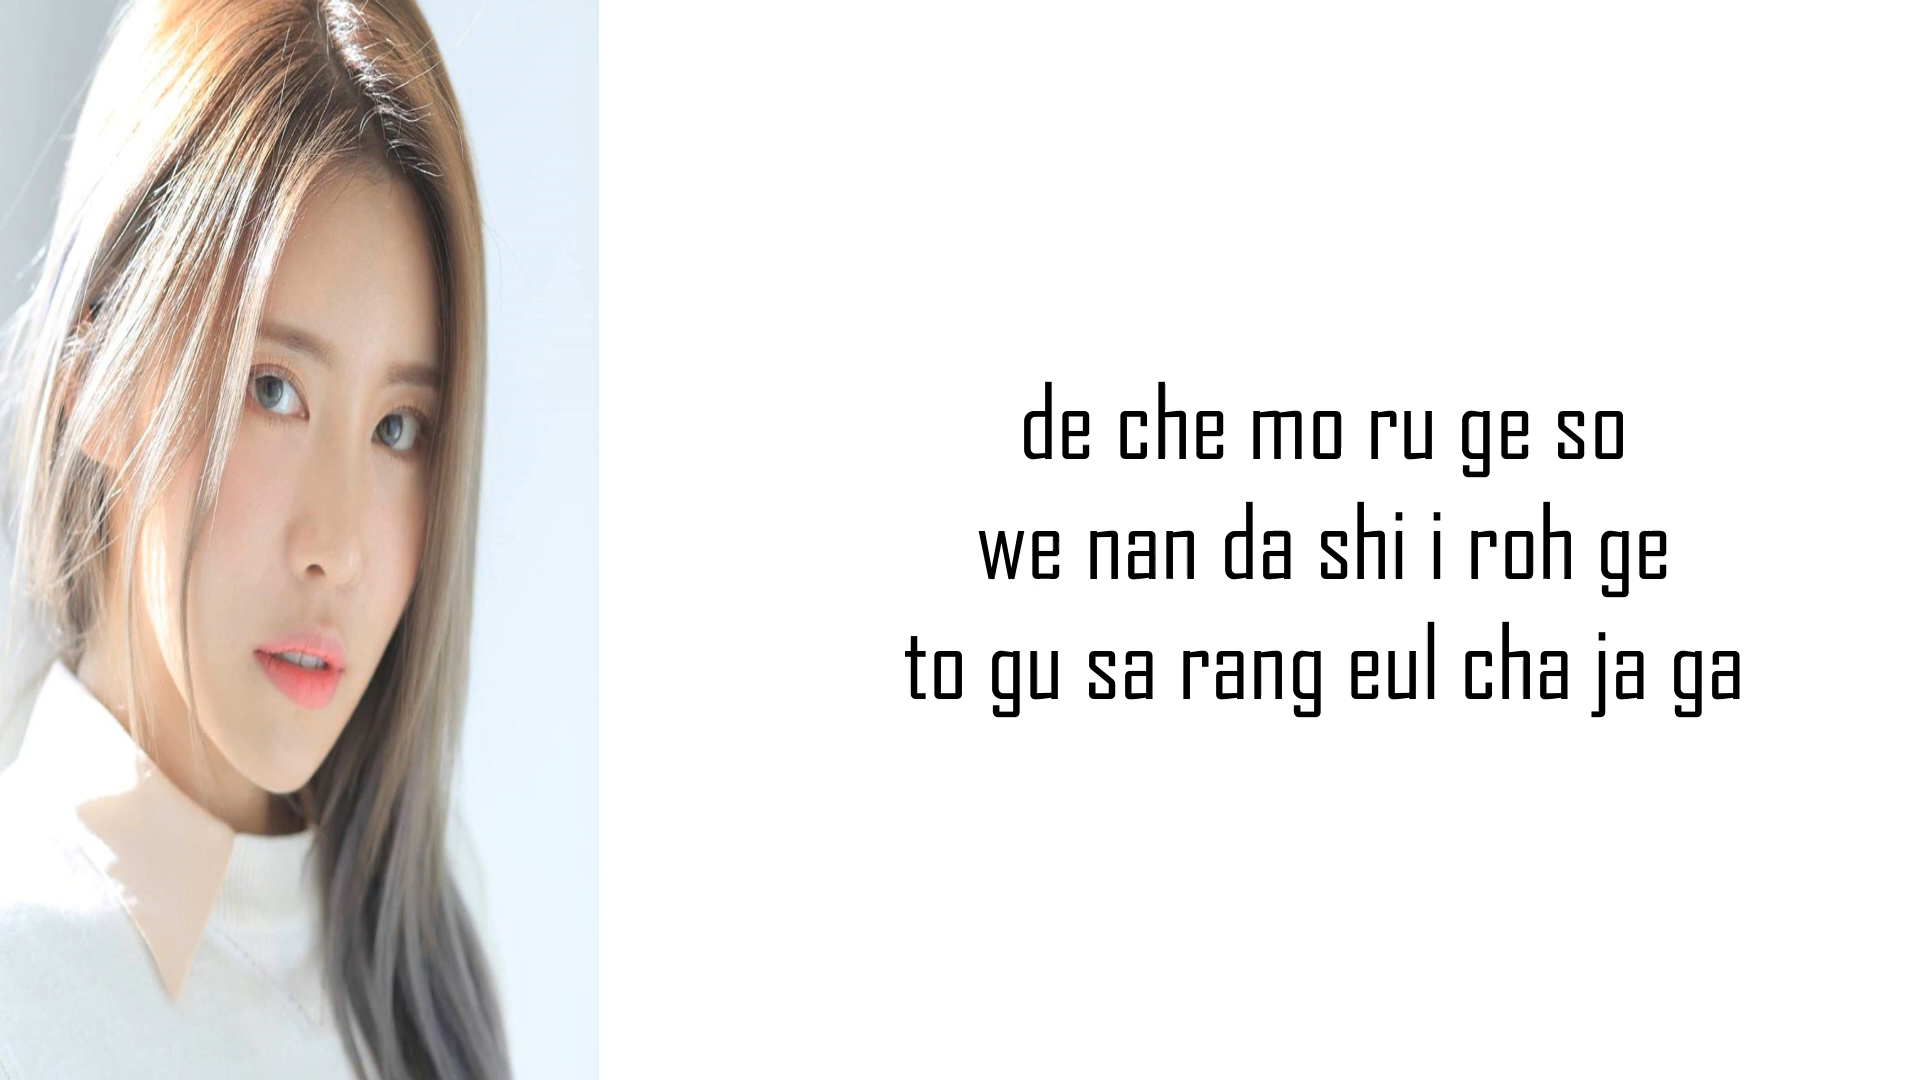 de che mo ru ge so
we nan da shi i roh ge
to gu sa rang eul cha ja ga